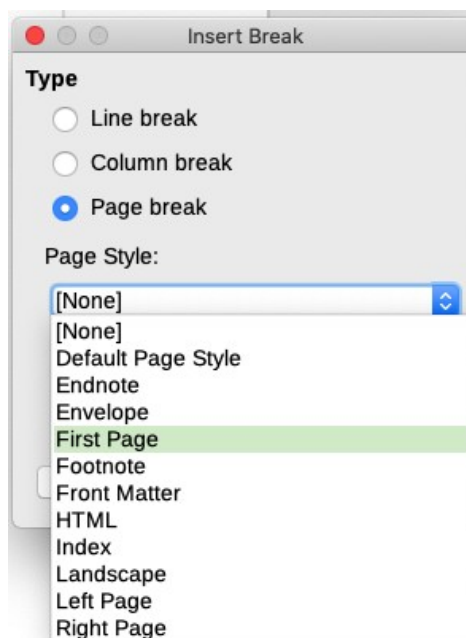 Insert Break
Type
Line break
Column break
Page break
Page Style:
[None]
[None]
Default Page Style
Endnote
Envelope
First Page
Footnote
Front Matter
HTML
Index
Landscape
Left Page
Right Page